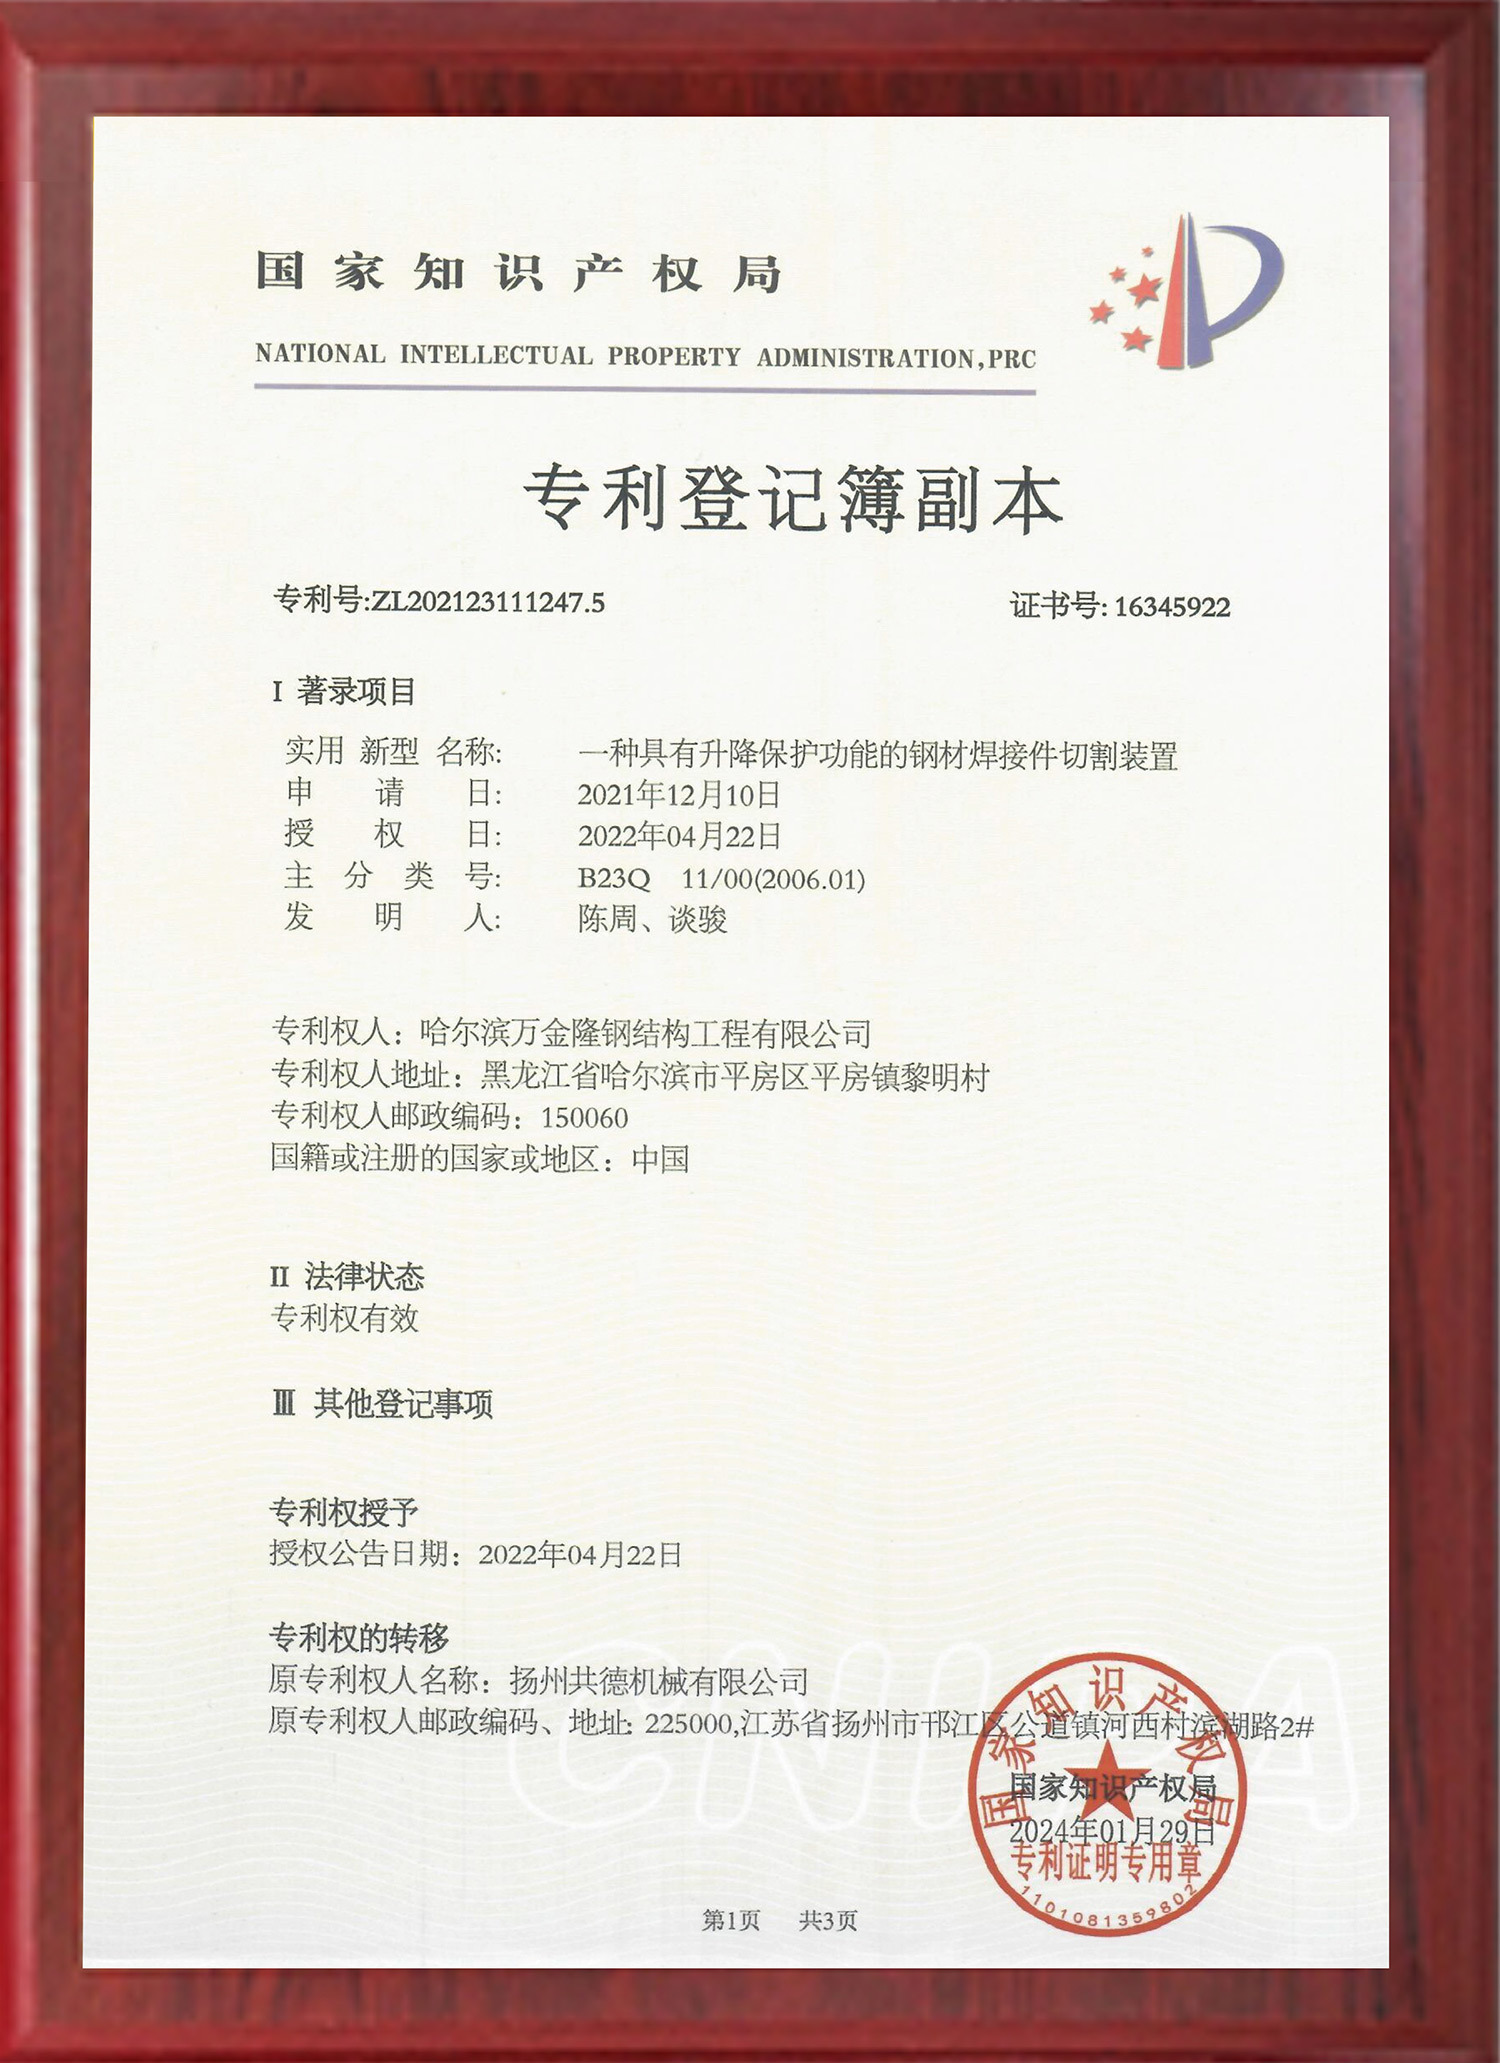 国家知识产权局
NATIONAL INTELLECTUAL PROPERTY ADMINISTRATION,PRC
专利登记簿副本
专利号:ZL202123111247.5 证书号: 16345922
I 著录项目
实用 新型 名称: 一种具有升降保护功能的钢材焊接件切割装置
申 请 日: 2021年12月10日
授 权 日: 2022年04月22日
主 分 类 号: B23Q 11/00(2006.01)
发 明 人: 陈周、谈骏
专利权人：哈尔滨万金隆钢结构工程有限公司
专利权人地址：黑龙江省哈尔滨市平房区平房镇黎明村
专利权人邮政编码：150060
国籍或注册的国家或地区：中国
II 法律状态
专利权有效
Ⅲ 其他登记事项
专利权授予
授权公告日期：2022年04月22日
专利权的转移
原专利权人名称：扬州共德机械有限公司
原专利权人邮政编码、地址: 225000,江苏省扬州市邗江区公道镇河西村滨湖路2#
国家知识产权局
国家知识产权局
2024年01月29日
专利证明专用章
1101081359802
第1页 共3页
CNIPA